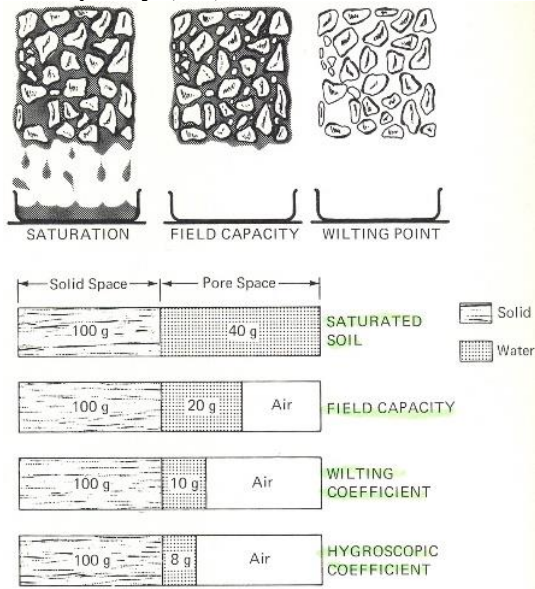 SATURATION
FIELD CAPACITY
WILTING POINT
Solid Space
Pore Space
100 g
40 g
SATURATED
SOIL
Solid
Water
100 g
20 g
Air
FIELD CAPACITY
100 g
10 g
Air
WILTING
COEFFICIENT
100 g
8 g
Air
HYGROSCOPIC
COEFFICIENT